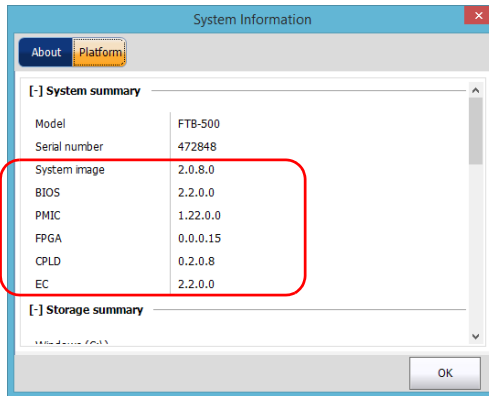 System Information
About Platform
[-] System summary
Model FTB-500
Serial number 472848
System image 2.0.8.0
BIOS 2.2.0.0
PMIC 1.22.0.0
FPGA 0.0.0.15
CPLD 0.2.0.8
EC 2.2.0.0
[-] Storage summary
OK